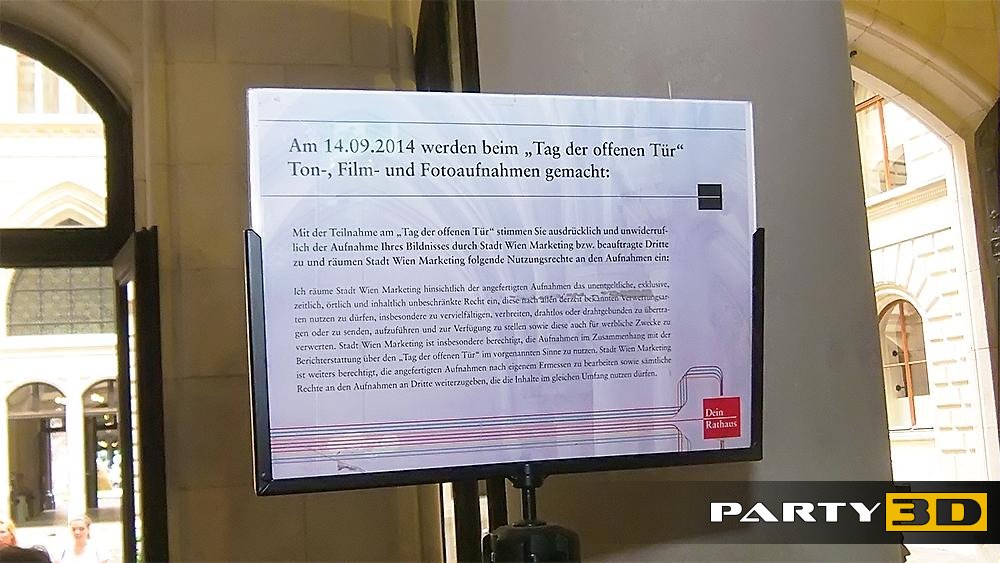 Am 14.09.2014 werden beim „Tag der offenen Tür“
Ton-, Film- und Fotoaufnahmen gemacht:
Mit der Teilnahme am „Tag der offenen Tür“ stimmen Sie ausdrücklich und unwiderruf-
lich der Aufnahme Ihres Bildnisses durch Stadt Wien Marketing bzw. beauftragte Dritte
zu und räumen Stadt Wien Marketing folgende Nutzungsrechte an den Aufnahmen ein:
Ich räume Stadt Wien Marketing hinsichtlich der angefertigten Aufnahmen das unentgeltliche, exklusive,
zeitlich, örtlich und inhaltlich unbeschränkte Recht ein, diese nach allen derzeit bekannten Verwertungsar-
ten nutzen zu dürfen, insbesondere zu vervielfältigen, verbreiten, drahtlos oder drahtgebunden zu übertra-
gen oder zu senden, aufzuführen und zur Verfügung zu stellen sowie diese auch für werbliche Zwecke zu
verwerten. Stadt Wien Marketing ist insbesondere berechtigt, die Aufnahmen im Zusammenhang mit der
Berichterstattung über den „Tag der offenen Tür“ im vorgenannten Sinne zu nutzen. Stadt Wien Marketing
ist weiters berechtigt, die angefertigten Aufnahmen nach eigenem Ermessen zu bearbeiten sowie sämtliche
Rechte an den Aufnahmen an Dritte weiterzugeben, die die Inhalte im gleichen Umfang nutzen dürfen.
Dein
Rathaus
PARTY3D